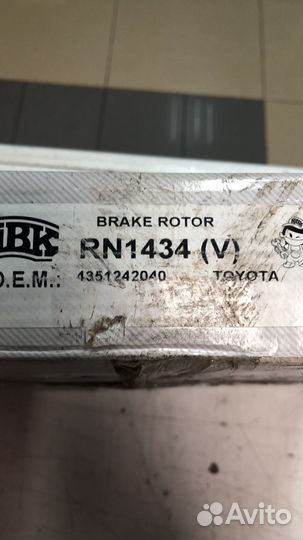 BRAKE ROTOR
iBK RN1434 (V)
O.E.M.: 4351242040 TOYOTA
Avito